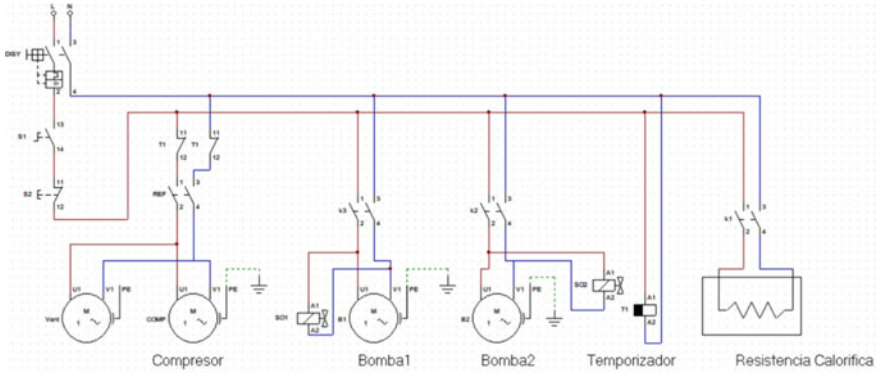 L N
DISY
1 3
2 4
S1
13
14
S2
11
12
T1 T1
11 11
12 12
REF
1 3
2 4
k3
1 3
2 4
k2
1 3
2 4
k1
1 3
2 4
Vent
U1 V1 PE
M
1
COMP
U1 V1 PE
M
1
SO1
A1
A2
B1
U1 V1 PE
M
1
B2
U1 V1 PE
M
1
SO2
A1
A2
T1
A1
A2
Compresor
Bomba1
Bomba2
Temporizador
Resistencia Calorifica